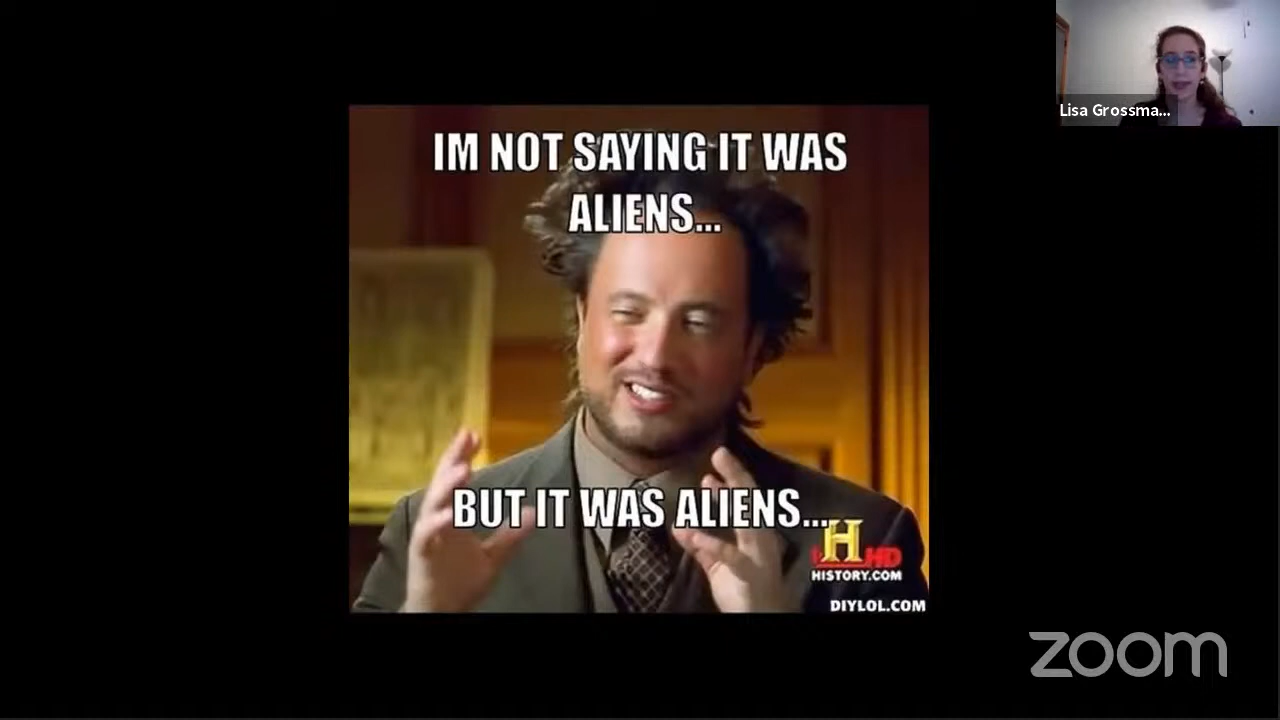 Lisa Grossma...
IM NOT SAYING IT WAS
ALIENS...
BUT IT WAS ALIENS...
H HD
HISTORY.COM
DIYLOL.COM
zoom